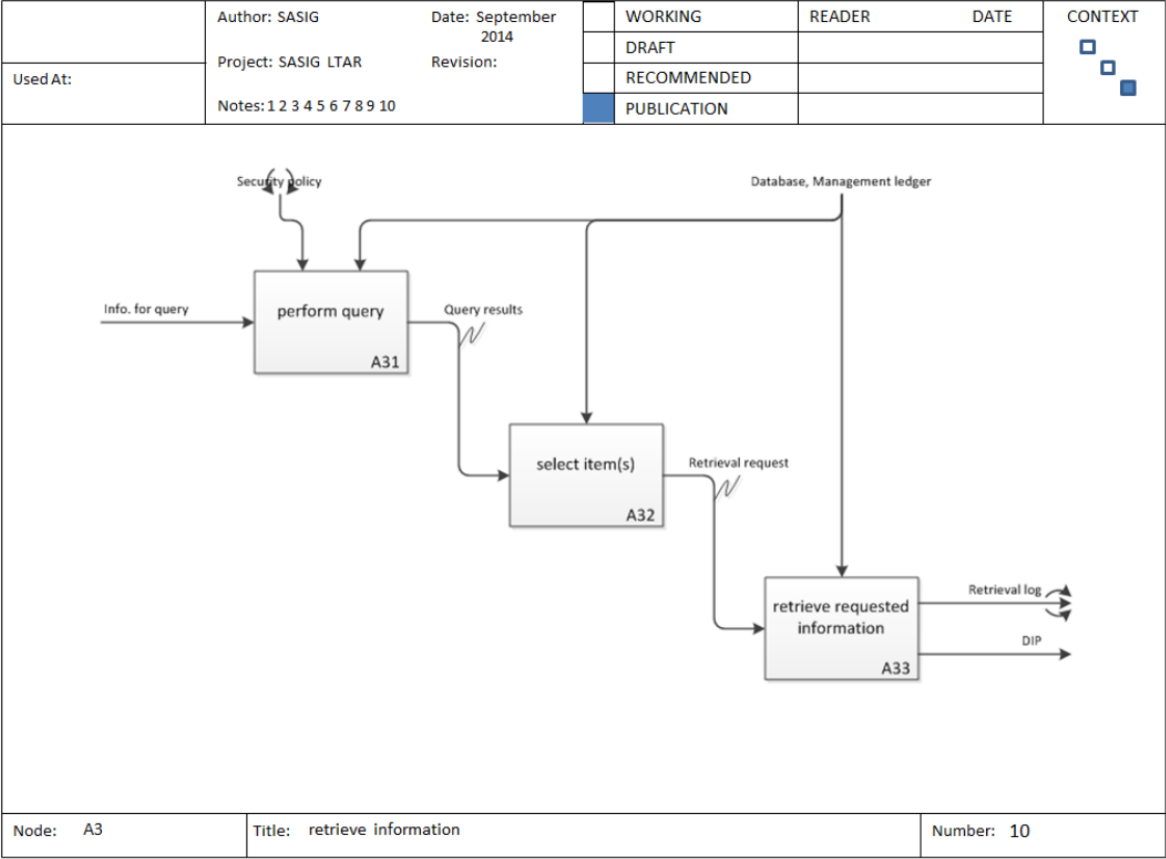 Author: SASIG
Date: September
2014
Project: SASIG LTAR
Revision:
Notes: 1 2 3 4 5 6 7 8 9 10
Used At:
WORKING
DRAFT
RECOMMENDED
PUBLICATION
READER DATE
CONTEXT
Security policy
Database, Management ledger
Info. for query
perform query
A31
Query results
select item(s)
A32
Retrieval request
retrieve requested
information
A33
Retrieval log
DIP
Node: A3
Title: retrieve information
Number: 10